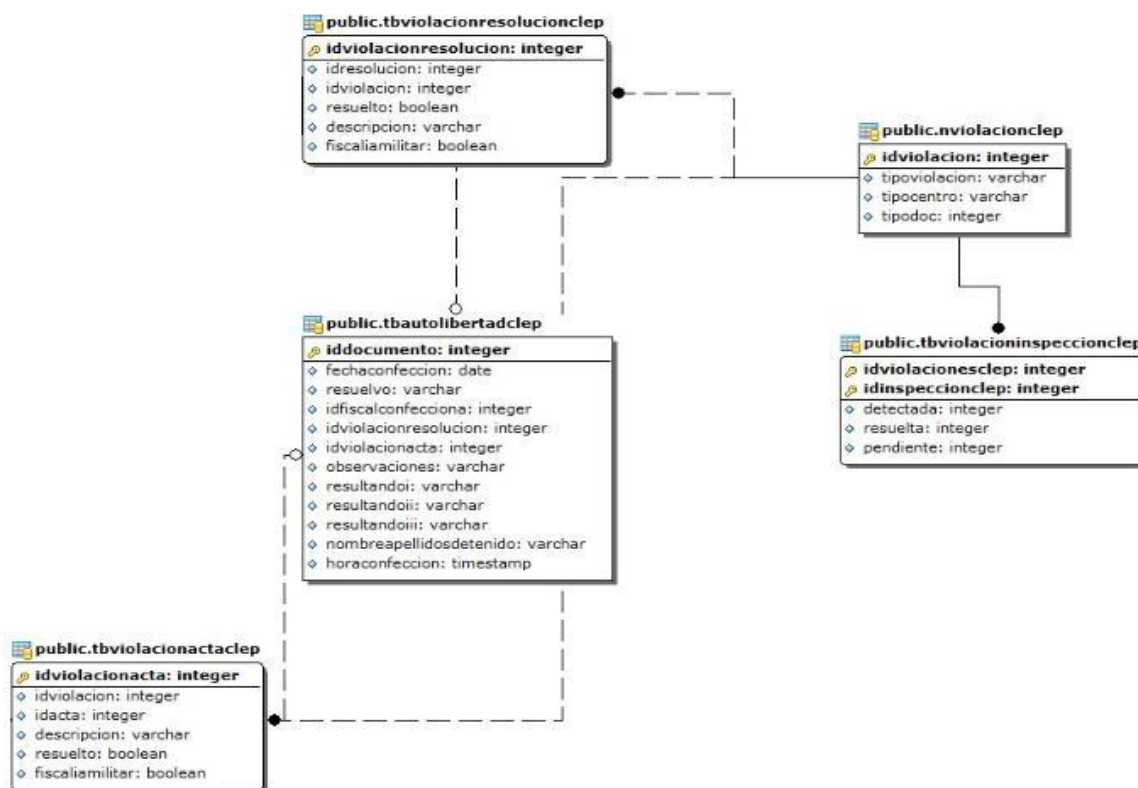 public.tbviolacionresolucionclep
idviolacionresolucion: integer
idresolucion: integer
idviolacion: integer
resuelto: boolean
descripcion: varchar
fiscaliamilitar: boolean
public.nviolacionclep
idviolacion: integer
tipoviolacion: varchar
tipocentro: varchar
tipodoc: integer
public.tbautolibertadclep
iddocumento: integer
fechaconfeccion: date
resuelvo: varchar
idfiscalconfecciona: integer
idviolacionresolucion: integer
idviolacionacta: integer
observaciones: varchar
resultandoi: varchar
resultandoii: varchar
resultandoiii: varchar
nombreapellidosdetenido: varchar
horaconfeccion: timestamp
public.tbviolacioninspeccionclep
idviolacionesclep: integer
idinspeccionclep: integer
detectada: integer
resuelta: integer
pendiente: integer
public.tbviolacionactaclep
idviolacionacta: integer
idviolacion: integer
idacta: integer
descripcion: varchar
resuelto: boolean
fiscaliamilitar: boolean